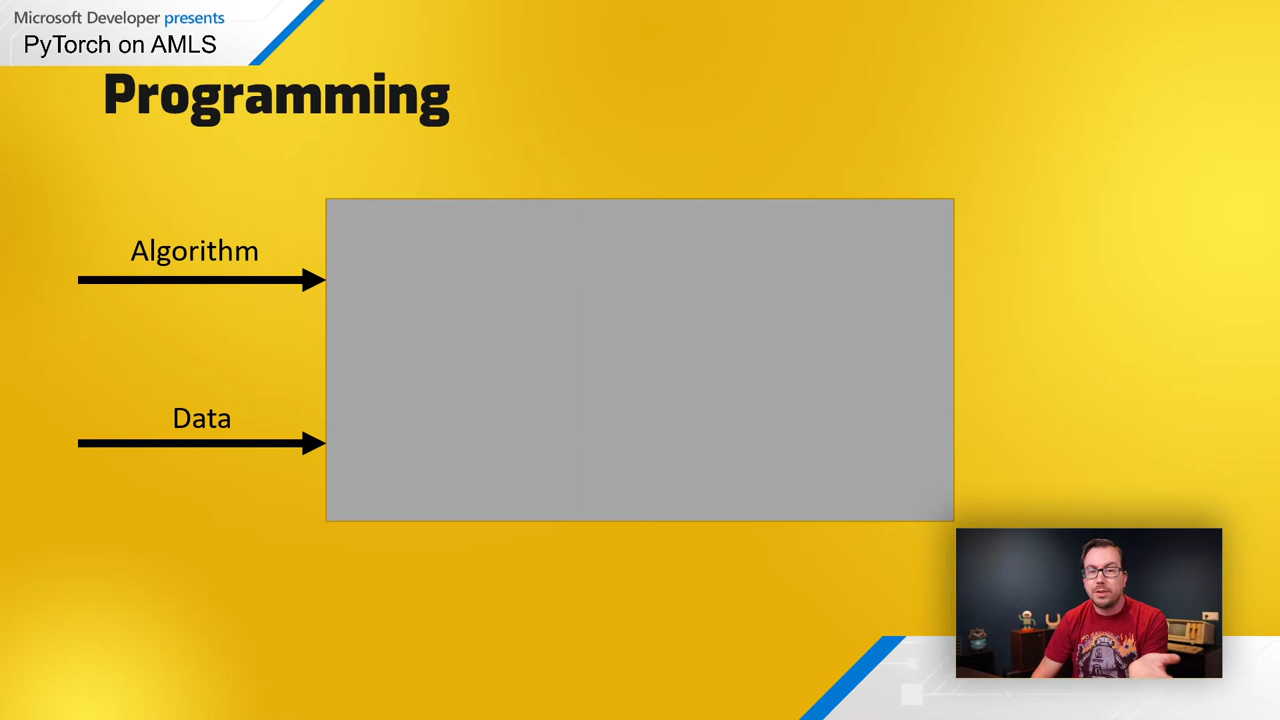 Microsoft Developer presents
PyTorch on AMLS
Programming
Algorithm
Data